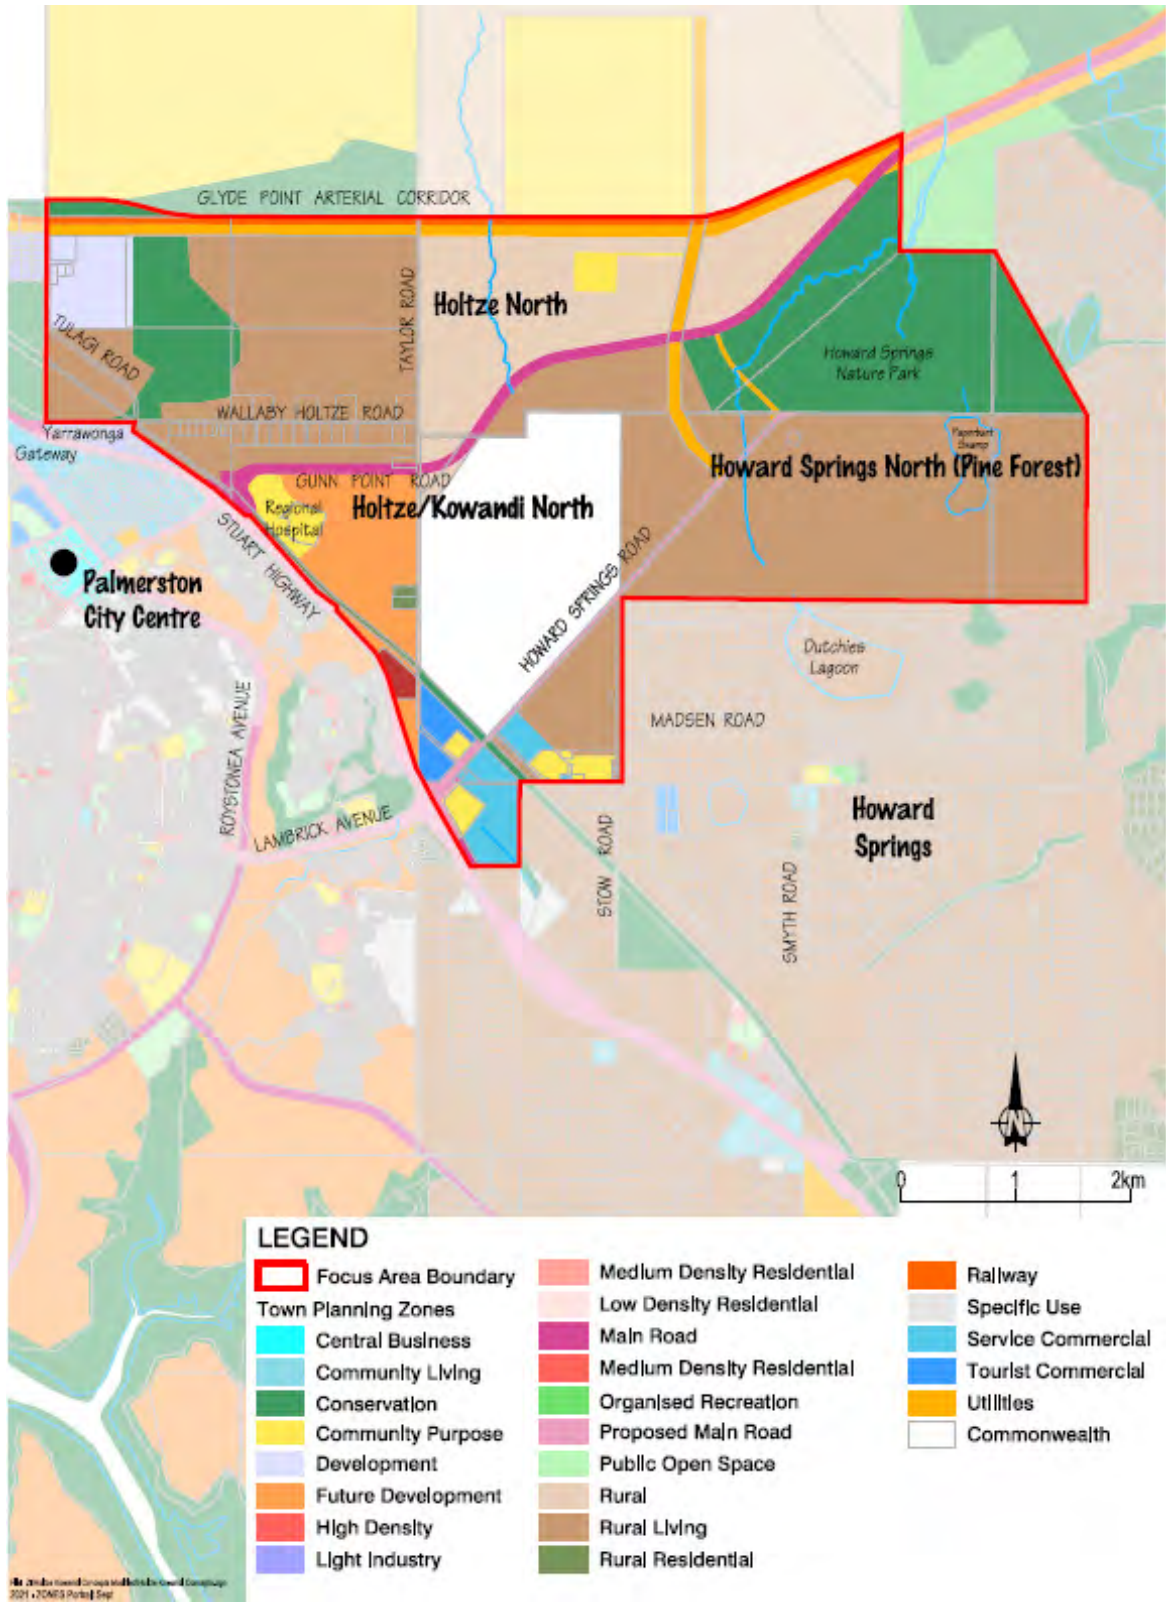 GLYDE POINT ARTERIAL CORRIDOR
TAYLOR ROAD
Holtze North
TULAGI ROAD
Howard Springs
Nature Park
WALLABY HOLTZE ROAD
Yarrawonga
Gateway
Swamp
Howard Springs North (Pine Forest)
GUNN POINT ROAD
Holtze/Kowandi North
Regional
Hospital
STUART HIGHWAY
HOWARD SPRINGS ROAD
Palmerston
City Centre
Dutchies
Lagoon
ROYSTONEA AVENUE
MADSEN ROAD
LAMBRICK AVENUE
Howard
Springs
STOW ROAD
SMYTH ROAD
N
0 1 2km
LEGEND
Focus Area Boundary
Town Planning Zones
Central Business
Community Living
Conservation
Community Purpose
Development
Future Development
High Density
Light Industry
Medium Density Residential
Low Density Residential
Main Road
Medium Density Residential
Organised Recreation
Proposed Main Road
Public Open Space
Rural
Rural Living
Rural Residential
Railway
Specific Use
Service Commercial
Tourist Commercial
Utilities
Commonwealth